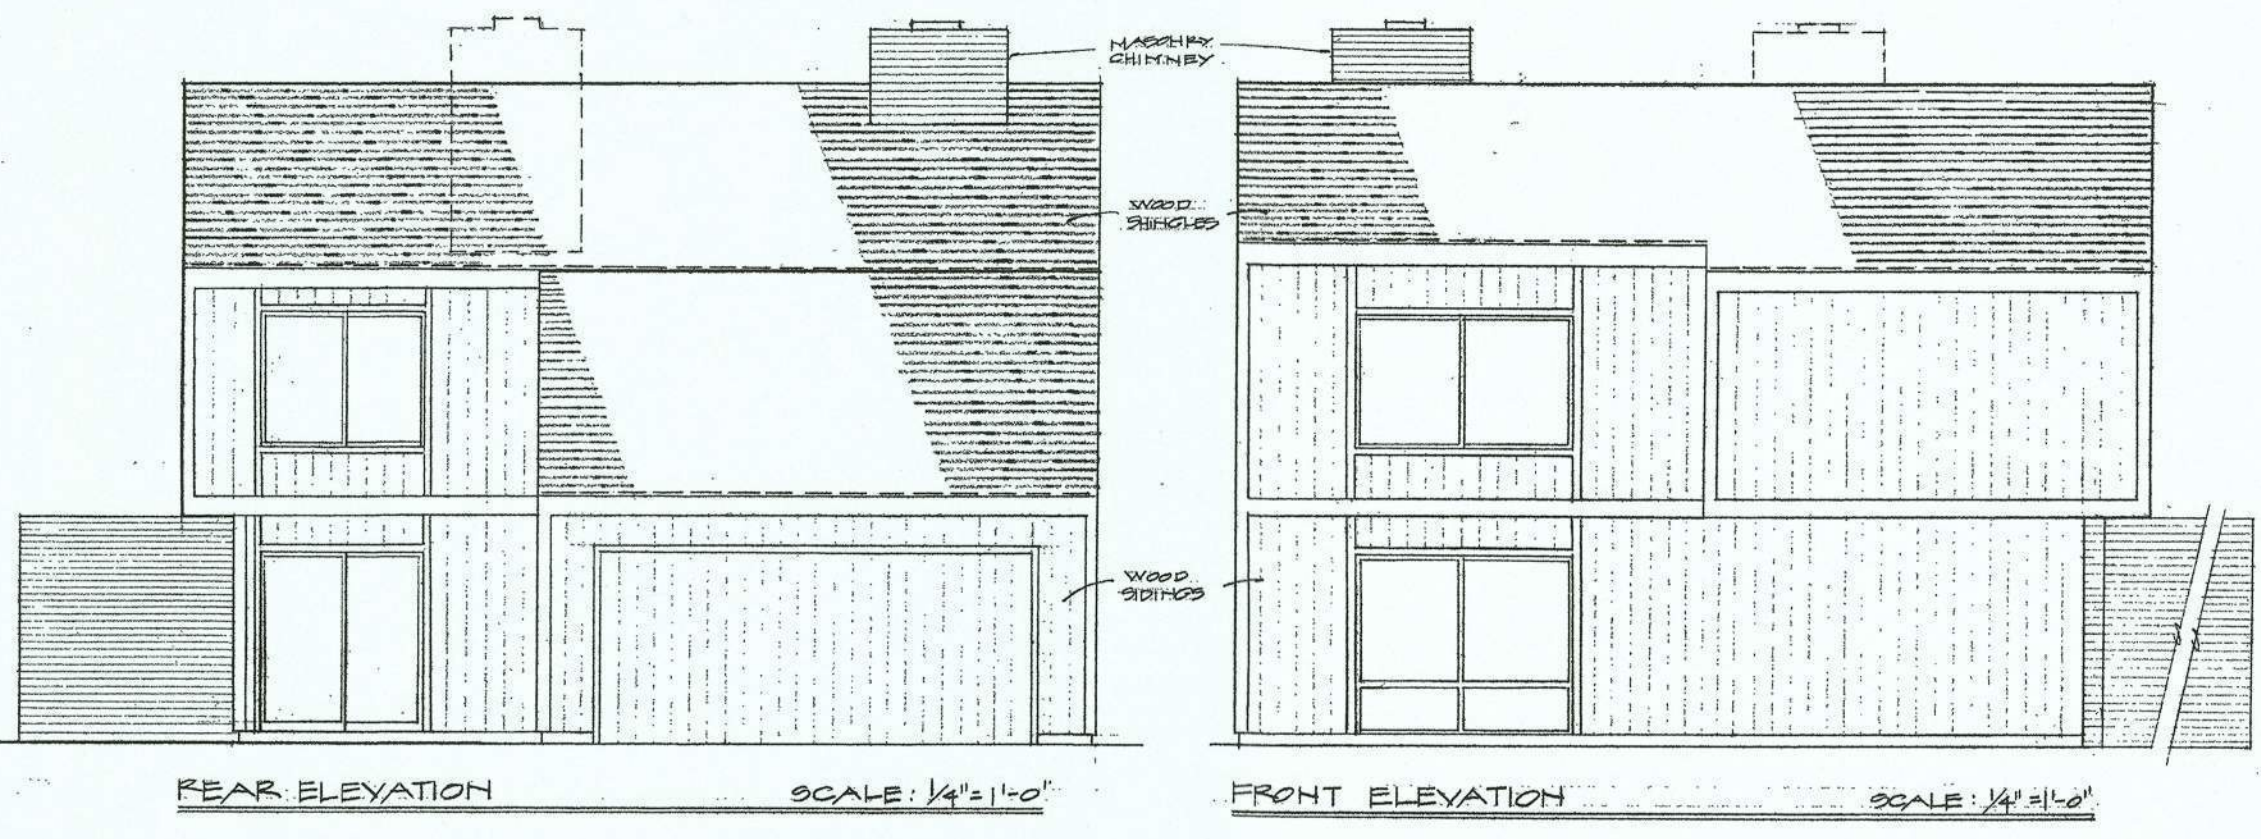 MASONRY
CHIMNEY
WOOD
SHINGLES
WOOD
SIDINGS
REAR ELEVATION
SCALE: 1/4"=1'-0"
FRONT ELEVATION
SCALE: 1/4"=1'-0"